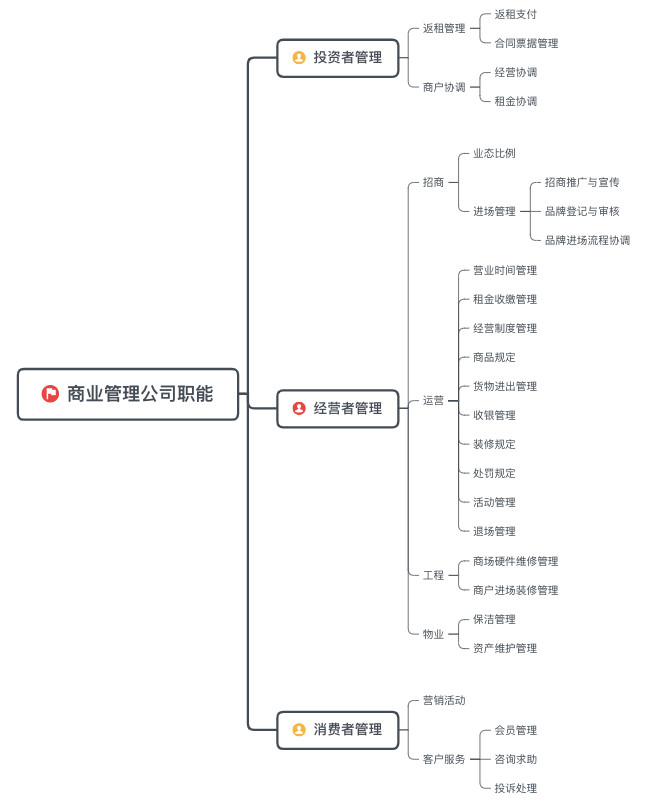 商业管理公司职能
投资者管理
返租管理
返租支付
合同票据管理
商户协调
经营协调
租金协调
经营者管理
招商
业态比例
进场管理
招商推广与宣传
品牌登记与审核
品牌进场流程协调
运营
营业时间管理
租金收缴管理
经营制度管理
商品规定
货物进出管理
收银管理
装修规定
处罚规定
活动管理
退场管理
工程
商场硬件维修管理
商户进场装修管理
物业
保洁管理
资产维护管理
消费者管理
营销活动
客户服务
会员管理
咨询求助
投诉处理